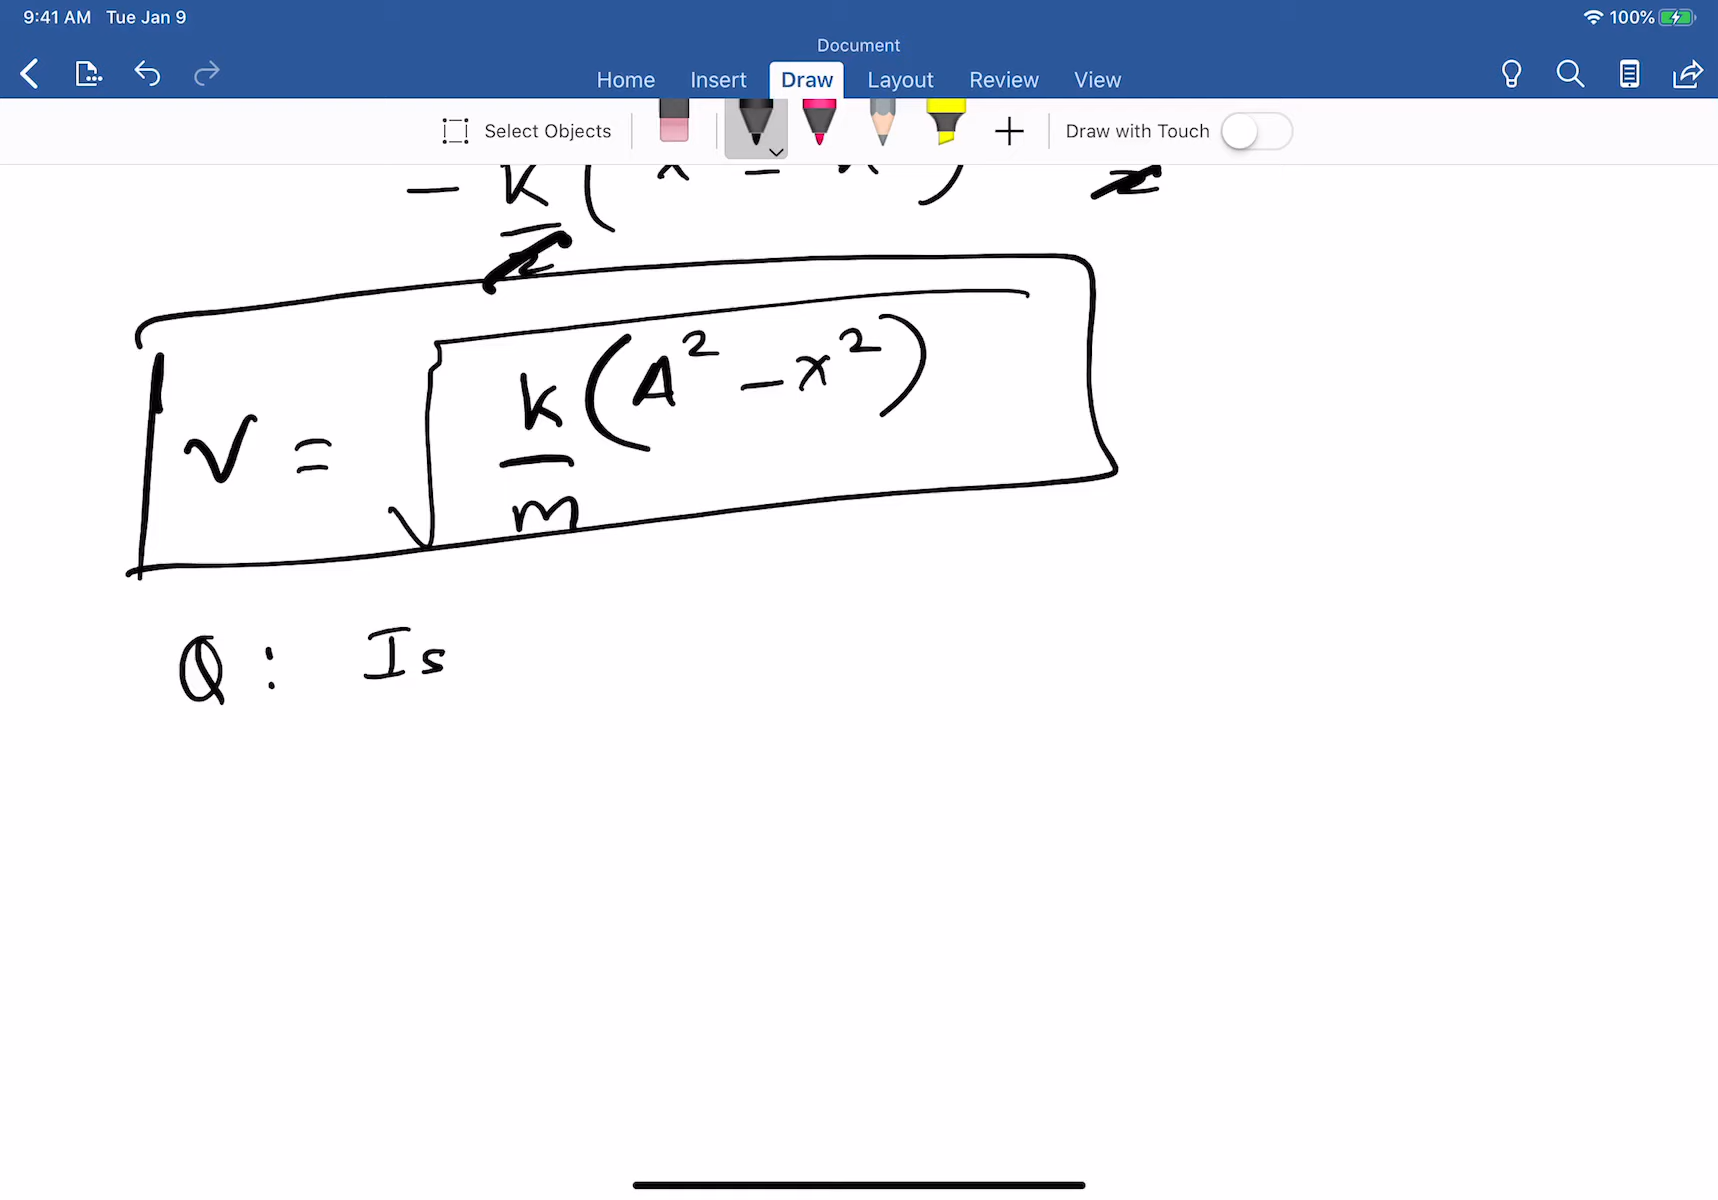 9:41 AM Tue Jan 9
100%
Document
Home Insert Draw Layout Review View
Select Objects
Draw with Touch
v = √(k/m (A² - x²))
Q : Is